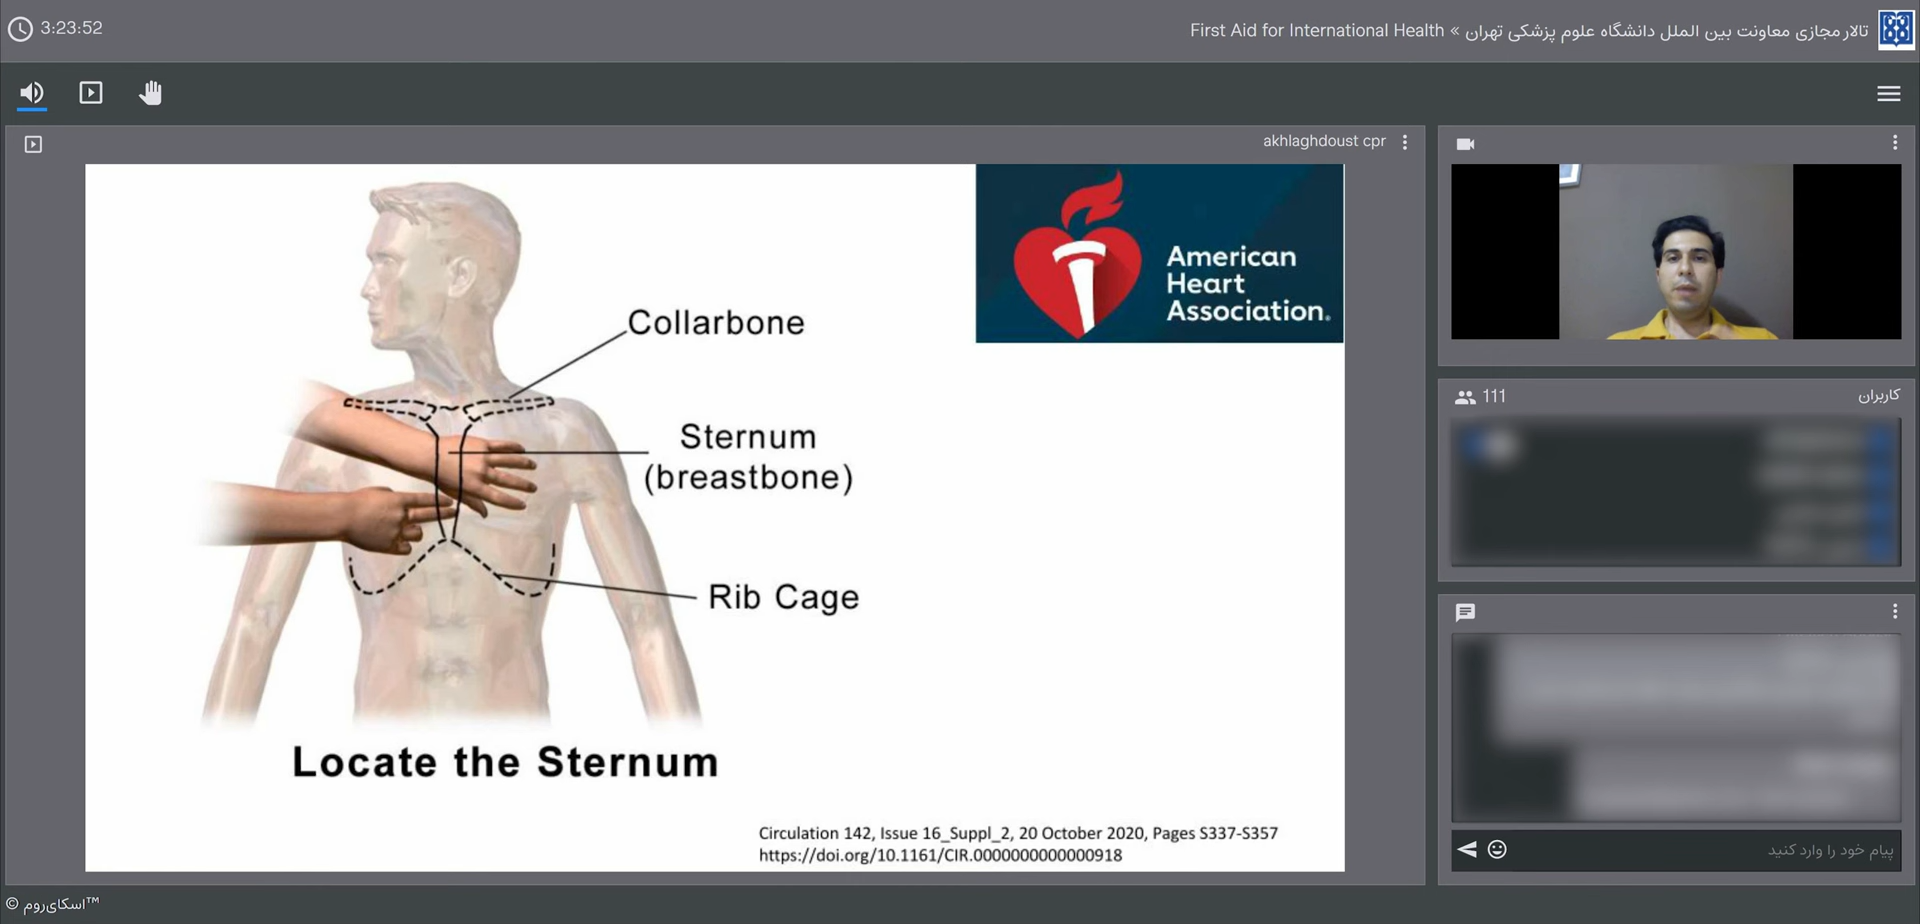 3:23:52
تالار مجازی معاونت بین الملل دانشگاه علوم پزشکی تهران » First Aid for International Health
akhlaghdoust cpr
American
Heart
Association®
Collarbone
Sternum
(breastbone)
Rib Cage
Locate the Sternum
Circulation 142, Issue 16_Suppl_2, 20 October 2020, Pages S337-S357
https://doi.org/10.1161/CIR.0000000000000918
111
کاربران
پیام خود را وارد کنید
© اسکای‌روم™